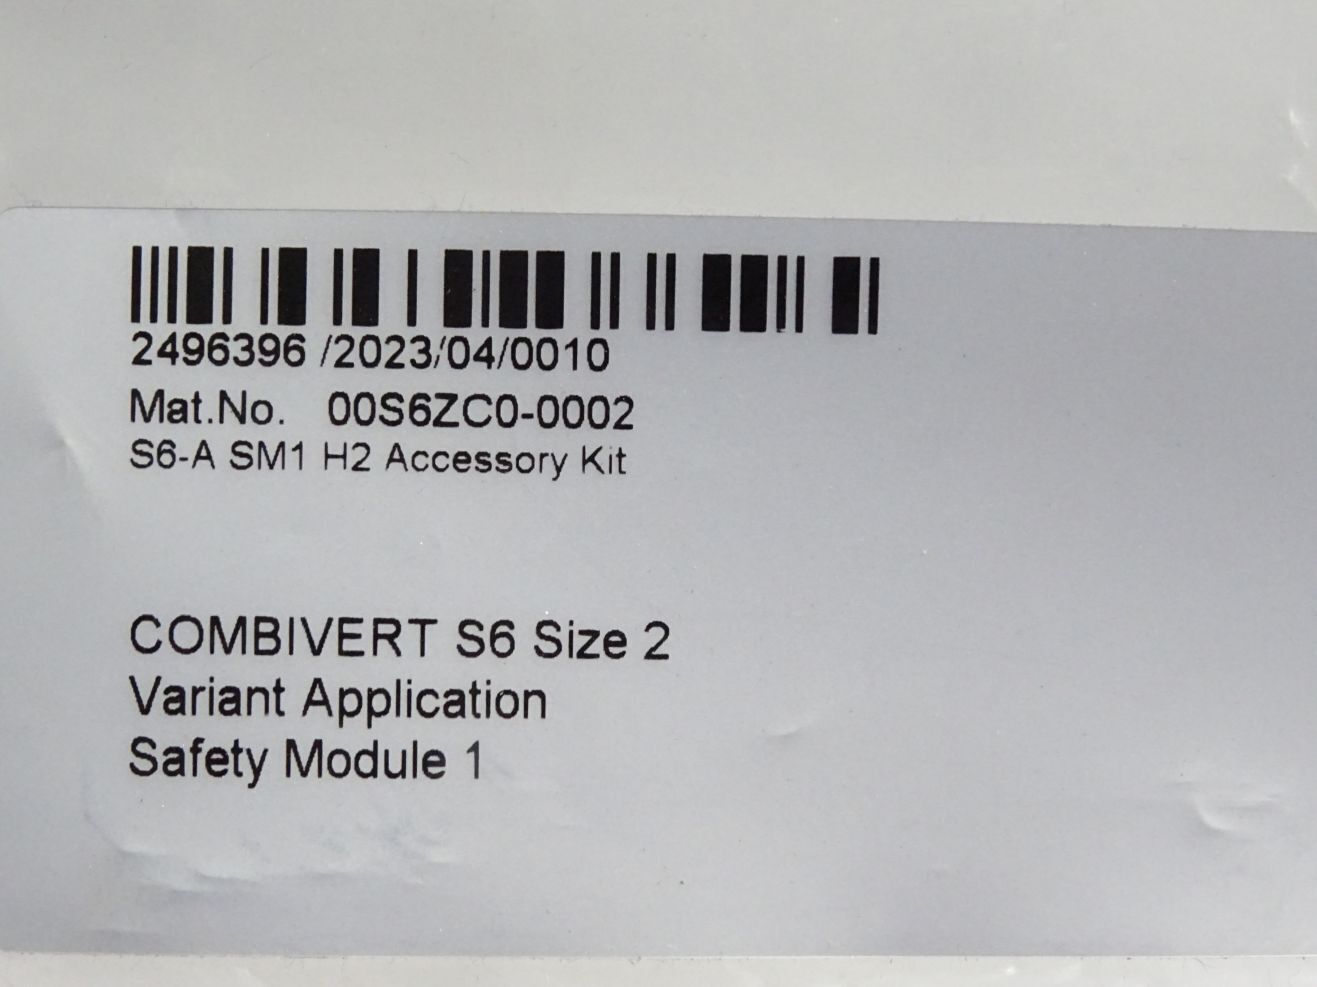 2496396 /2023/04/0010
Mat.No. 00S6ZC0-0002
S6-A SM1 H2 Accessory Kit
COMBIVERT S6 Size 2
Variant Application
Safety Module 1